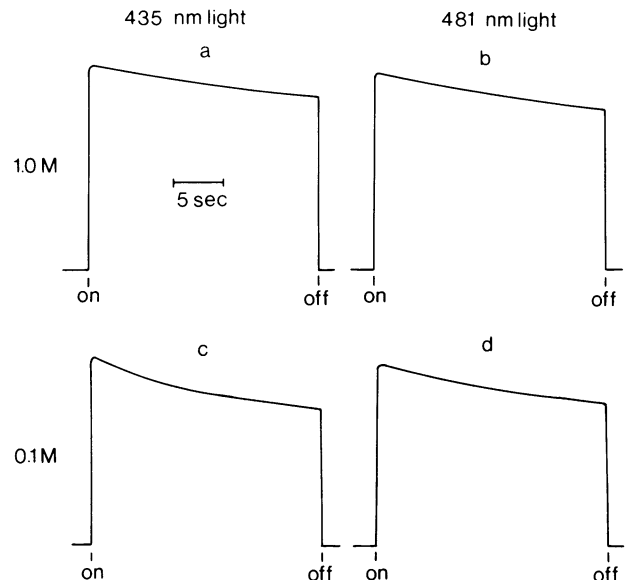 435 nm light 481 nm light
a b
1.0 M
5 sec
on off on off
c d
0.1 M
on off on off